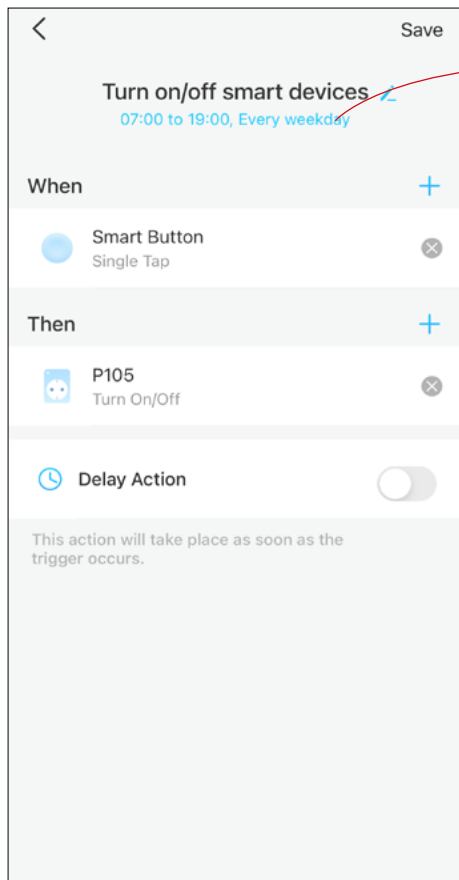 Save
Turn on/off smart devices
07:00 to 19:00, Every weekday
When
Smart Button
Single Tap
Then
P105
Turn On/Off
Delay Action
This action will take place as soon as the
trigger occurs.